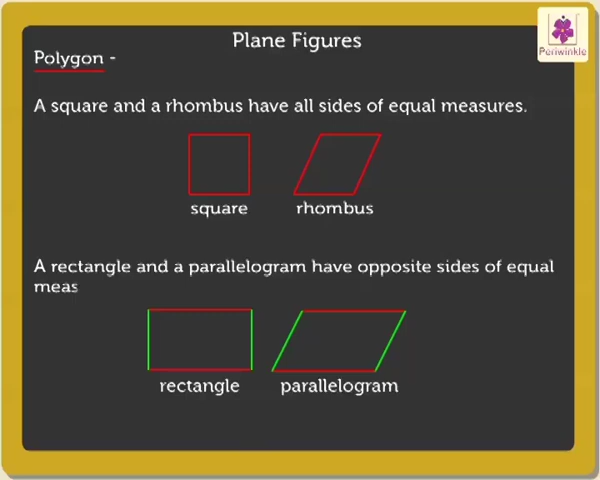 Plane Figures
Periwinkle
Polygon -
A square and a rhombus have all sides of equal measures.
square
rhombus
A rectangle and a parallelogram have opposite sides of equal
meas
rectangle
parallelogram